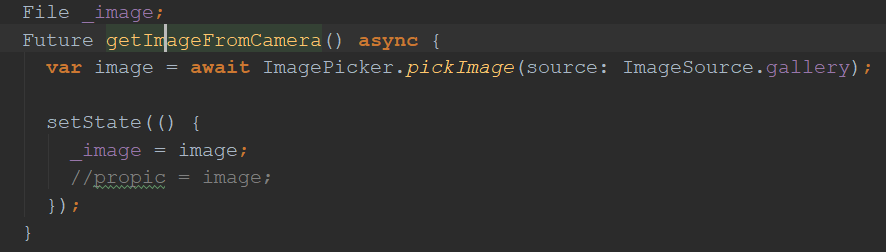 File _image;
Future getImageFromCamera() async {
var image = await ImagePicker.pickImage(source: ImageSource.gallery);
setState(() {
_image = image;
//propic = image;
});
}